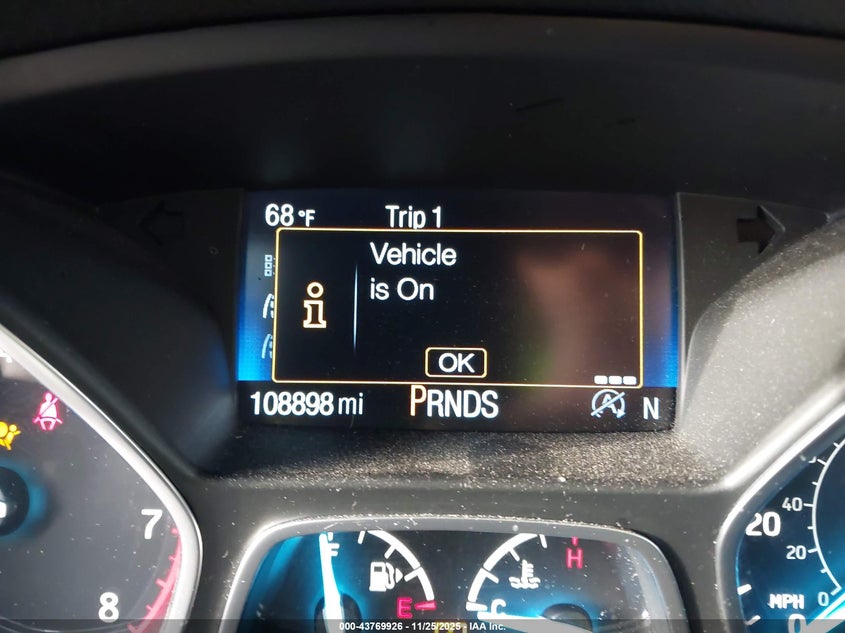 68°F Trip 1
Vehicle
is On
i
OK
108898 mi PRNDS A N
7
8
F
E
H
C
20
40
20
0
MPH
0
000-43769926 - 11/25/2025 - IAA Inc.